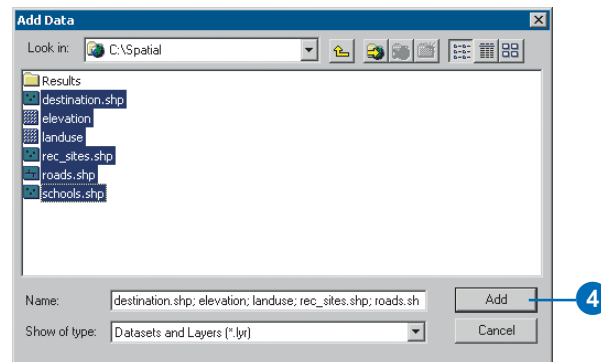 Add Data
Look in: C:\Spatial
Results
destination.shp
elevation
landuse
rec_sites.shp
roads.shp
schools.shp
Name: destination.shp; elevation; landuse; rec_sites.shp; roads.sh Add 4
Show of type: Datasets and Layers (*.lyr) Cancel